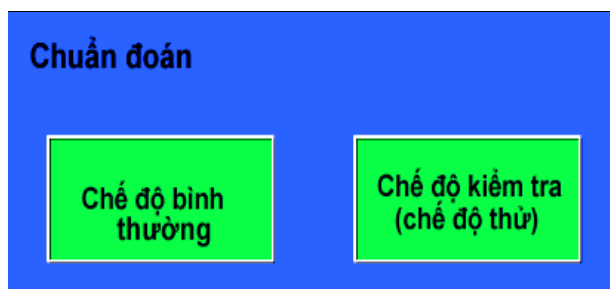 Chuẩn đoán
Chế độ bình
thường
Chế độ kiểm tra
(chế độ thử)